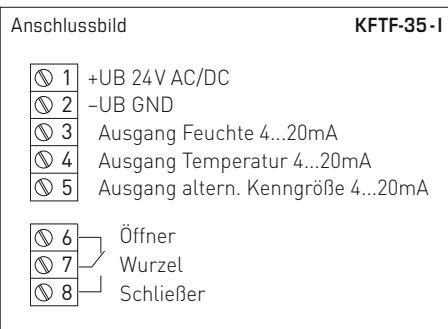 Anschlussbild KFTF-35-I
1 +UB 24V AC/DC
2 –UB GND
3 Ausgang Feuchte 4...20mA
4 Ausgang Temperatur 4...20mA
5 Ausgang altern. Kenngröße 4...20mA
6 Öffner
7 Wurzel
8 Schließer